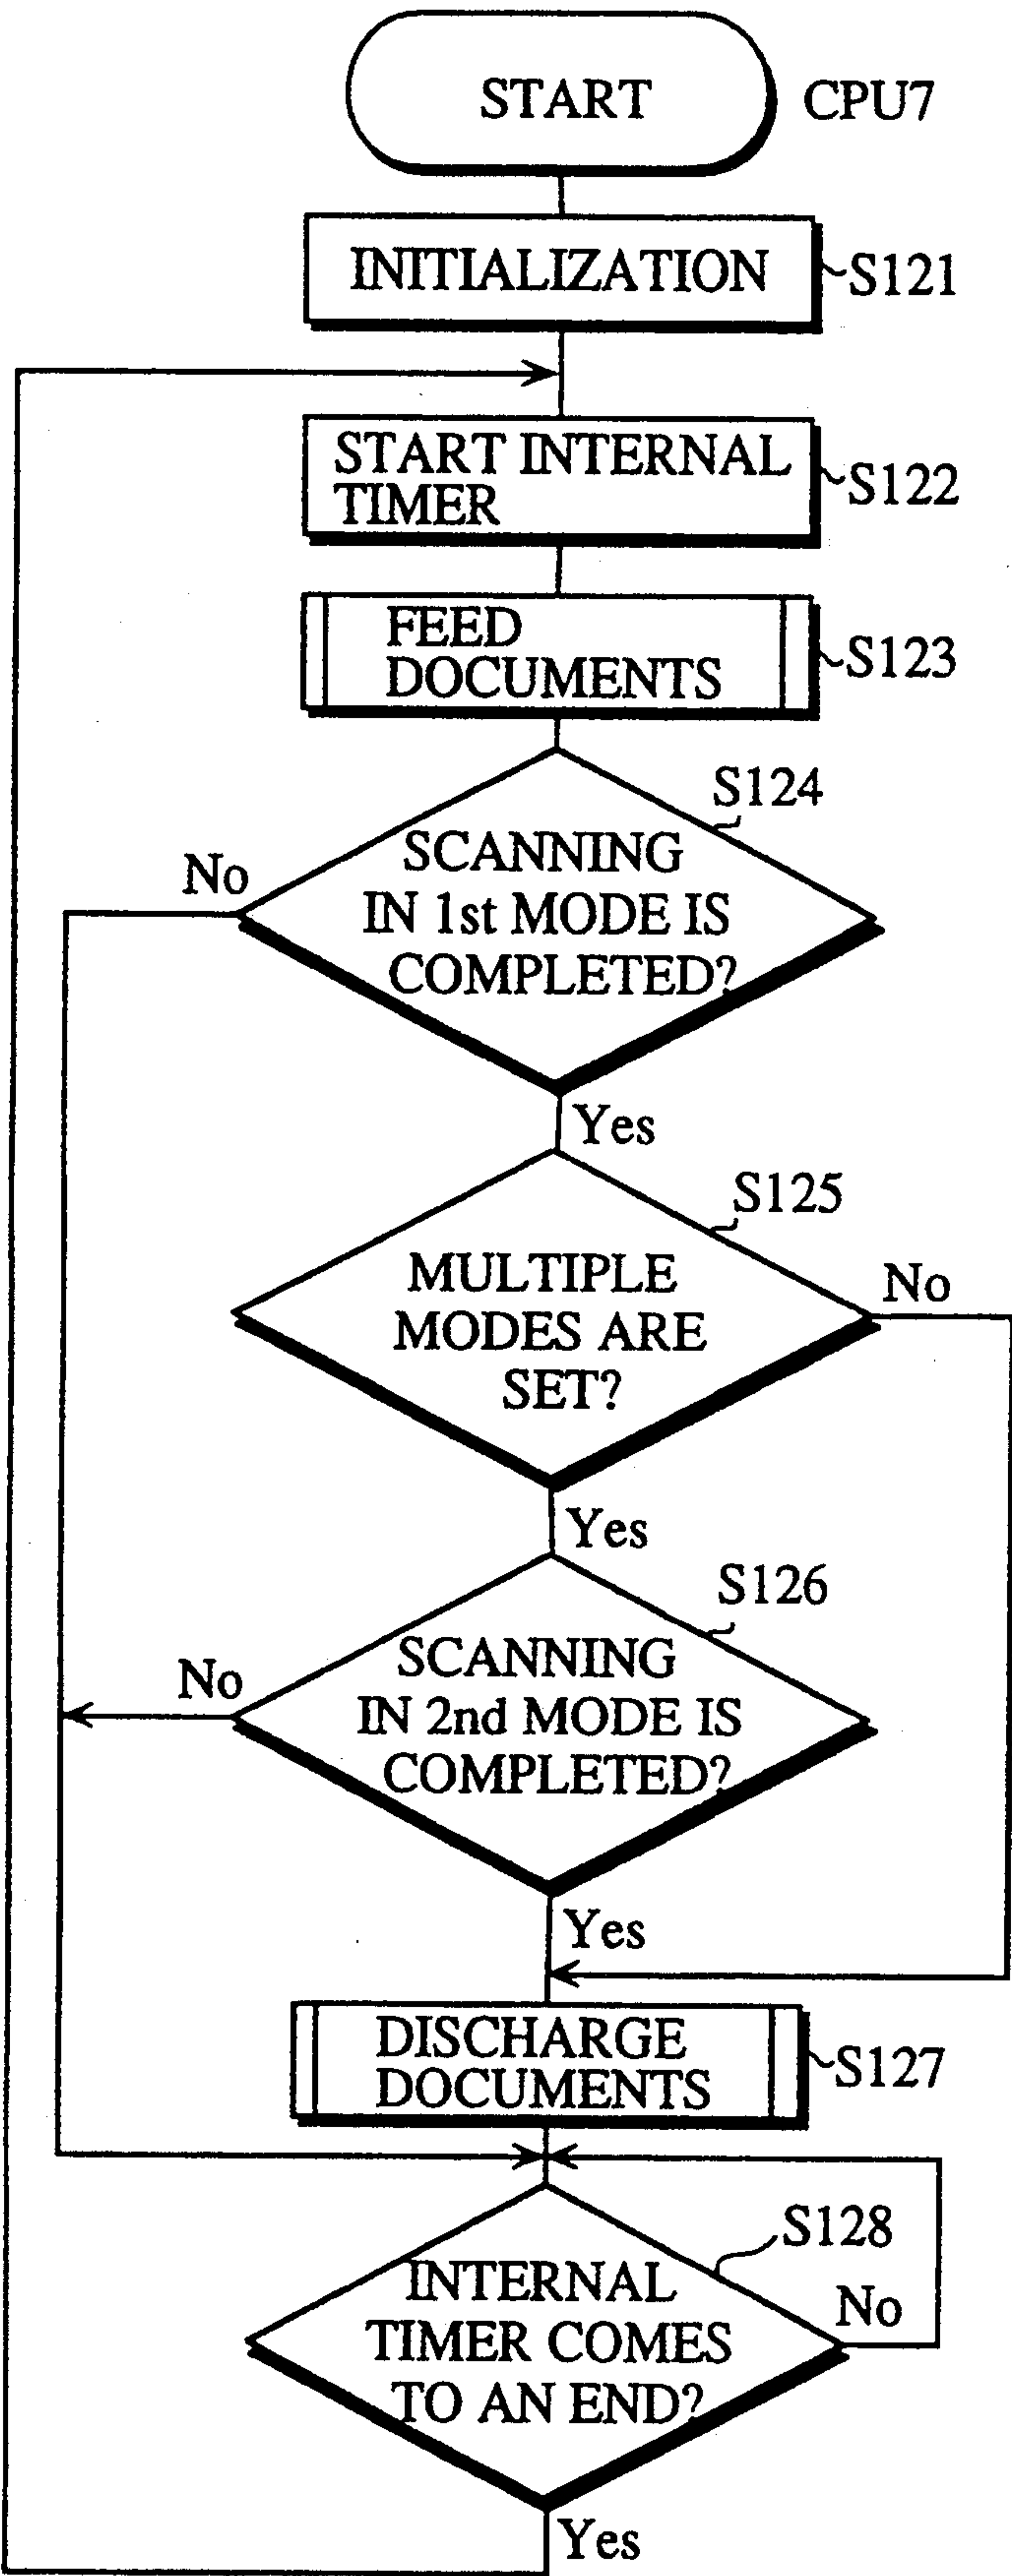 START
CPU7
INITIALIZATION
S121
START INTERNAL
TIMER
S122
FEED
DOCUMENTS
S123
S124
SCANNING
IN 1st MODE IS
COMPLETED?
No
Yes
S125
MULTIPLE
MODES ARE
SET?
No
Yes
S126
SCANNING
IN 2nd MODE IS
COMPLETED?
No
Yes
DISCHARGE
DOCUMENTS
S127
S128
INTERNAL
TIMER COMES
TO AN END?
No
Yes